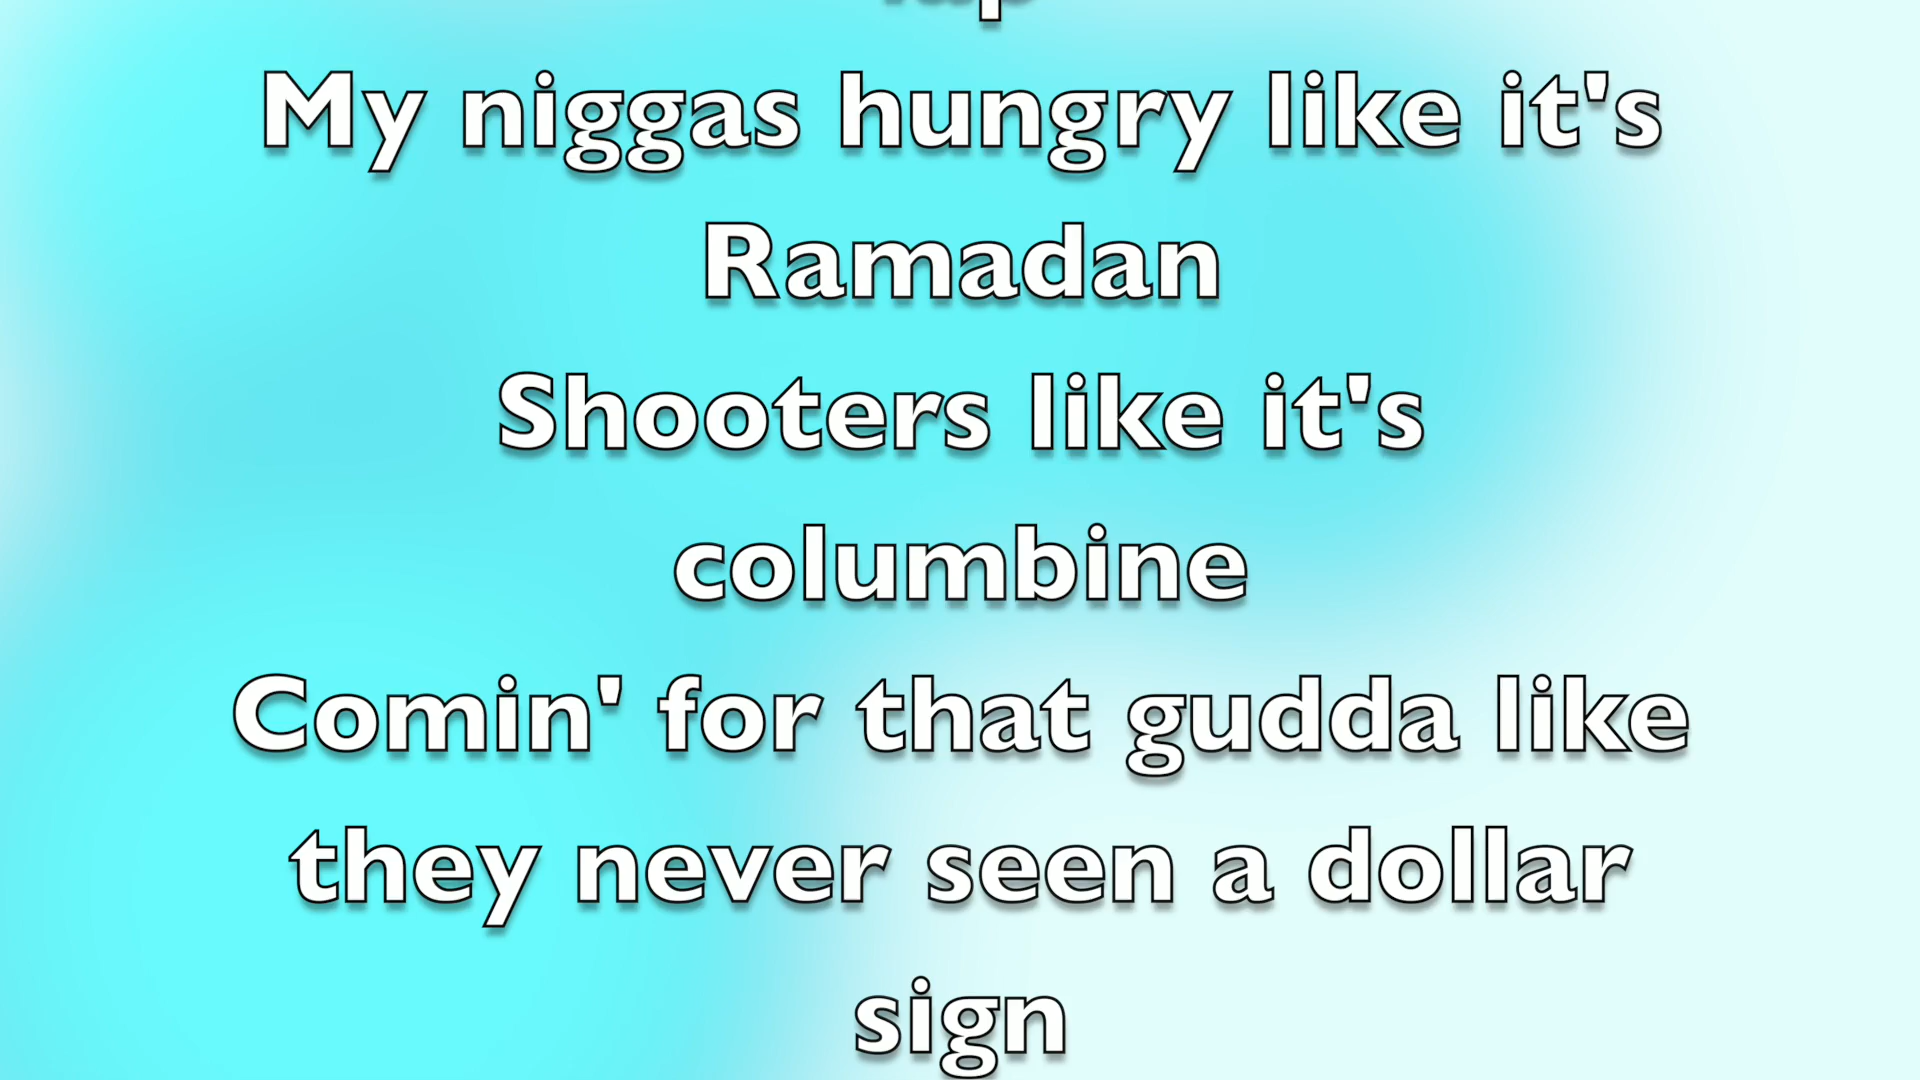 My niggas hungry like it's
Ramadan
Shooters like it's
columbine
Comin' for that gudda like
they never seen a dollar
sign